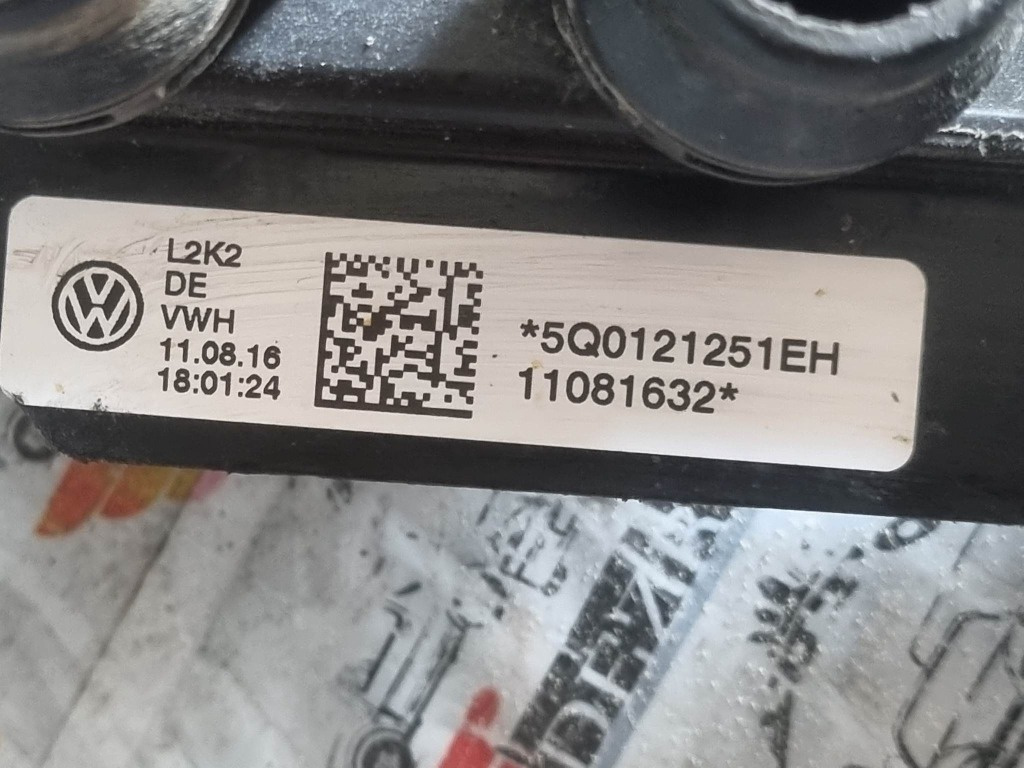 L2K2
DE
VWH
11.08.16
18:01:24
*5Q0121251EH
11081632*